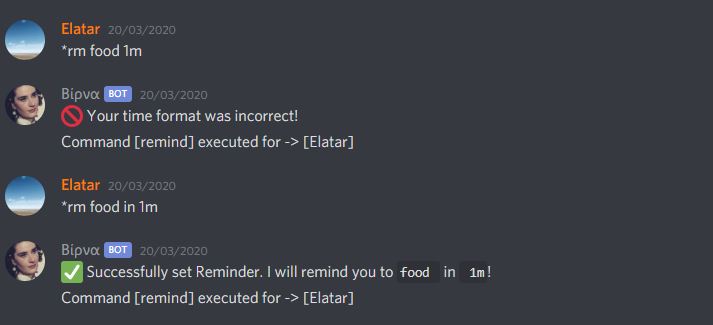 Elatar 20/03/2020
*rm food 1m
Βίρνα BOT 20/03/2020
🚫 Your time format was incorrect!
Command [remind] executed for -> [Elatar]
Elatar 20/03/2020
*rm food in 1m
Βίρνα BOT 20/03/2020
✅ Successfully set Reminder. I will remind you to food in 1m!
Command [remind] executed for -> [Elatar]